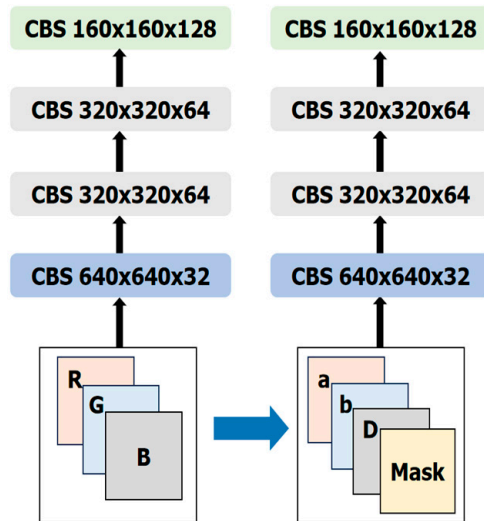 CBS 160x160x128
CBS 160x160x128
CBS 320x320x64
CBS 320x320x64
CBS 320x320x64
CBS 320x320x64
CBS 640x640x32
CBS 640x640x32
R
G
B
a
b
D
Mask